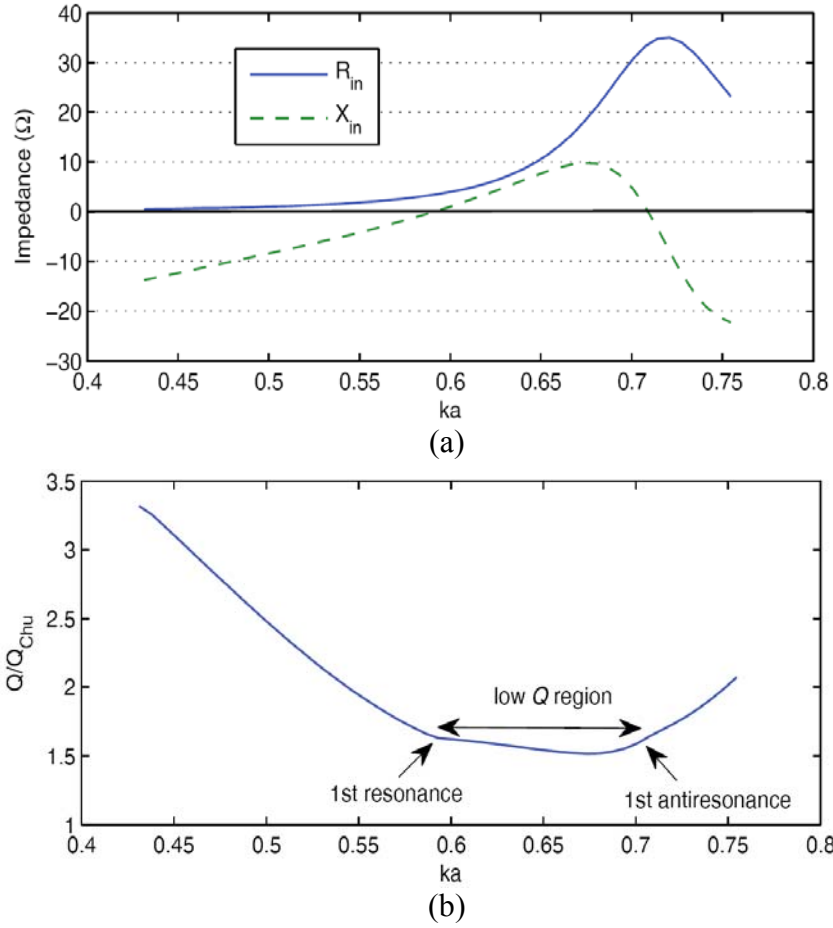 40
30
20
10
0
−10
−20
−30
Impedance (Ω)
R_in
X_in
0.4 0.45 0.5 0.55 0.6 0.65 0.7 0.75 0.8
ka
(a)
3.5
3
2.5
2
1.5
1
Q/Q_Chu
low Q region
1st resonance
1st antiresonance
0.4 0.45 0.5 0.55 0.6 0.65 0.7 0.75 0.8
ka
(b)